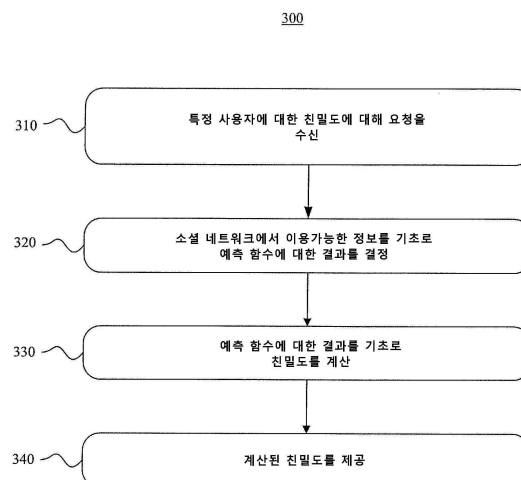 300
310
특정 사용자에 대한 친밀도에 대해 요청을
수신
320
소셜 네트워크에서 이용가능한 정보를 기초로
예측 함수에 대한 결과를 결정
330
예측 함수에 대한 결과를 기초로
친밀도를 계산
340
계산된 친밀도를 제공